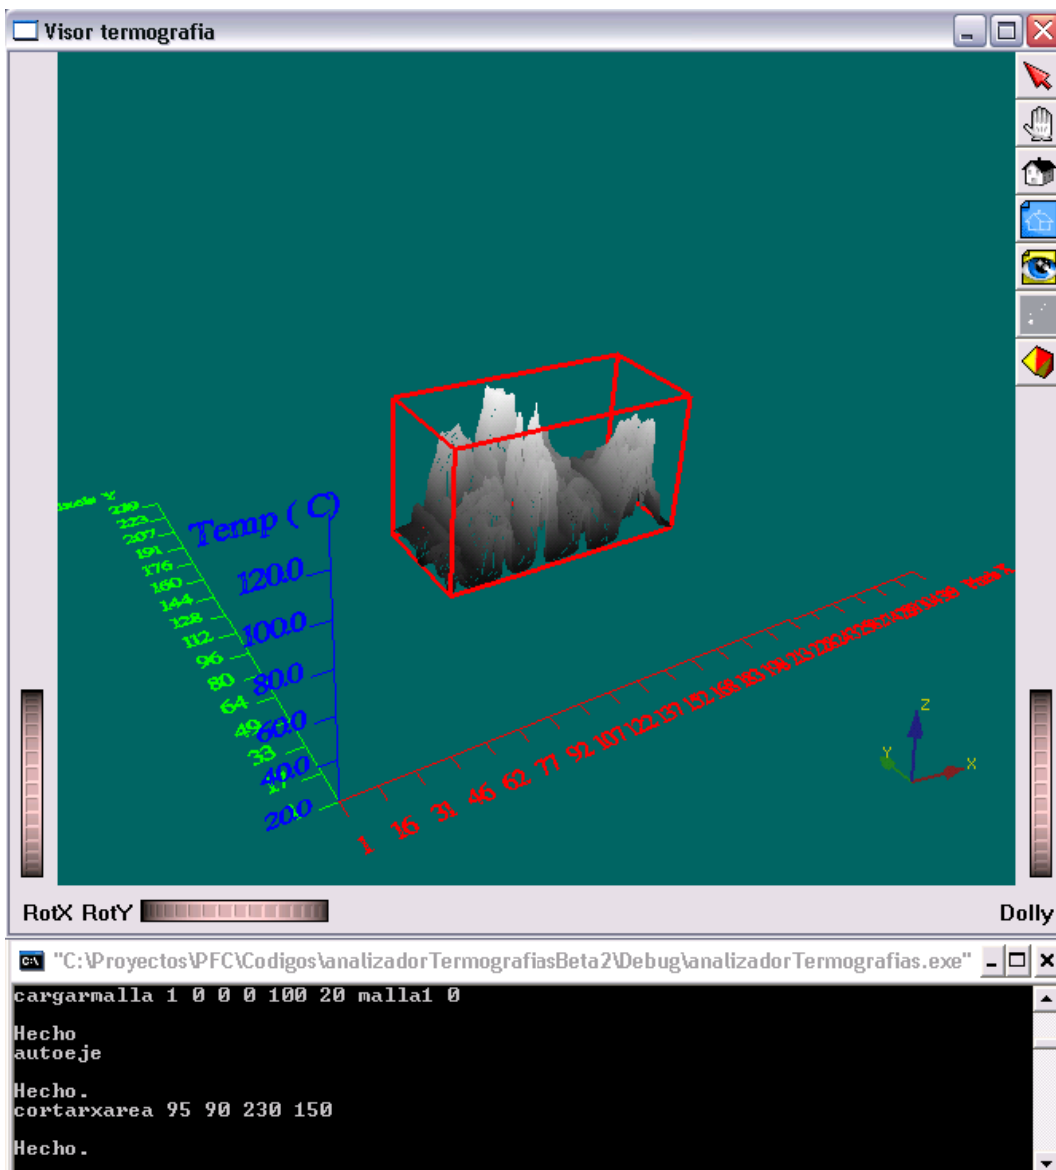 Visor termografia
239
223
207
191
176
160
144
128
112
96
80
64
49
33
17
Temp ( C)
120.0
100.0
80.0
60.0
40.0
20.0
1 16 31 46 62 77 92 107 122 137 152 168 183 198 213
Z
Y
X
RotX RotY
Dolly
"C:\Proyectos\PFC\Codigos\analizadorTermografiasBeta2\Debug\analizadorTermografias.exe"
cargarmalla 1 0 0 0 100 20 malla1 0
Hecho
autoeje
Hecho.
cortarxarea 95 90 230 150
Hecho.